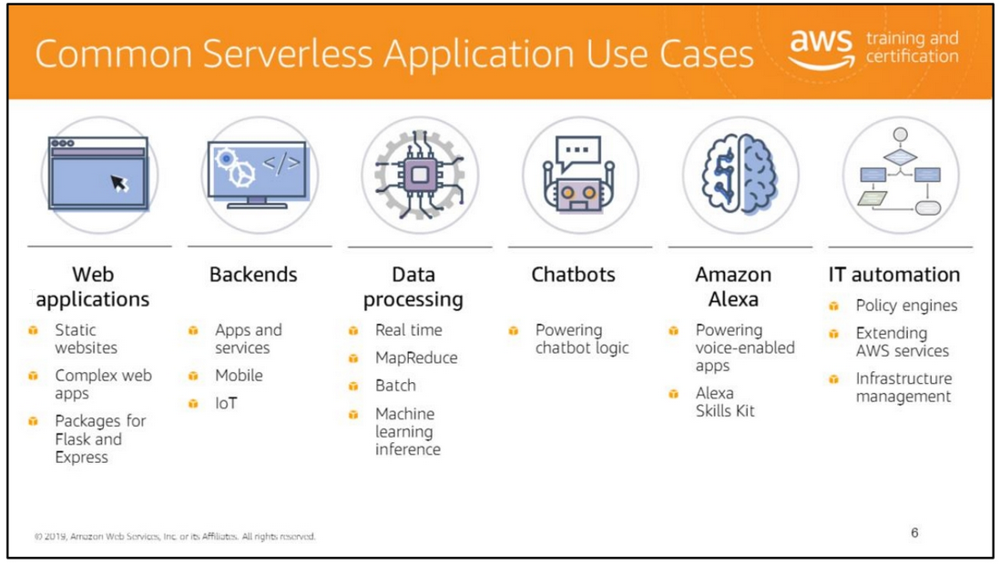 Common Serverless Application Use Cases
aws training and
certification
</>
Web
applications
Static
websites
Complex web
apps
Packages for
Flask and
Express
Backends
Apps and
services
Mobile
IoT
Data
processing
Real time
MapReduce
Batch
Machine
learning
inference
Chatbots
Powering
chatbot logic
Amazon
Alexa
Powering
voice-enabled
apps
Alexa
Skills Kit
IT automation
Policy engines
Extending
AWS services
Infrastructure
management
© 2019, Amazon Web Services, Inc. or its Affiliates. All rights reserved.
6